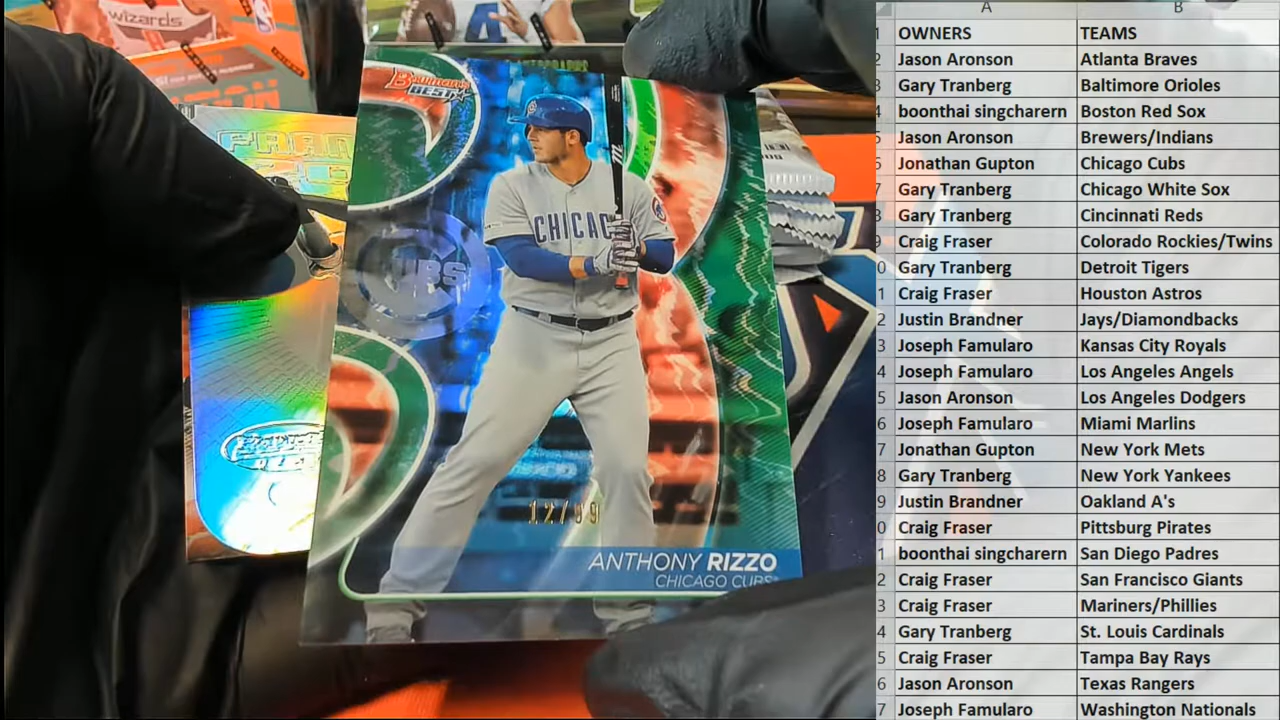 wizards
BOWMAN'S
BEST
CHICAGO
CUBS
12/99
ANTHONY RIZZO
CHICAGO CUBS
A B
OWNERS TEAMS
Jason Aronson Atlanta Braves
Gary Tranberg Baltimore Orioles
boonthai singcharern Boston Red Sox
Jason Aronson Brewers/Indians
Jonathan Gupton Chicago Cubs
Gary Tranberg Chicago White Sox
Gary Tranberg Cincinnati Reds
Craig Fraser Colorado Rockies/Twins
Gary Tranberg Detroit Tigers
Craig Fraser Houston Astros
Justin Brandner Jays/Diamondbacks
Joseph Famularo Kansas City Royals
Joseph Famularo Los Angeles Angels
Jason Aronson Los Angeles Dodgers
Joseph Famularo Miami Marlins
Jonathan Gupton New York Mets
Gary Tranberg New York Yankees
Justin Brandner Oakland A's
Craig Fraser Pittsburg Pirates
boonthai singcharern San Diego Padres
Craig Fraser San Francisco Giants
Craig Fraser Mariners/Phillies
Gary Tranberg St. Louis Cardinals
Craig Fraser Tampa Bay Rays
Jason Aronson Texas Rangers
Joseph Famularo Washington Nationals